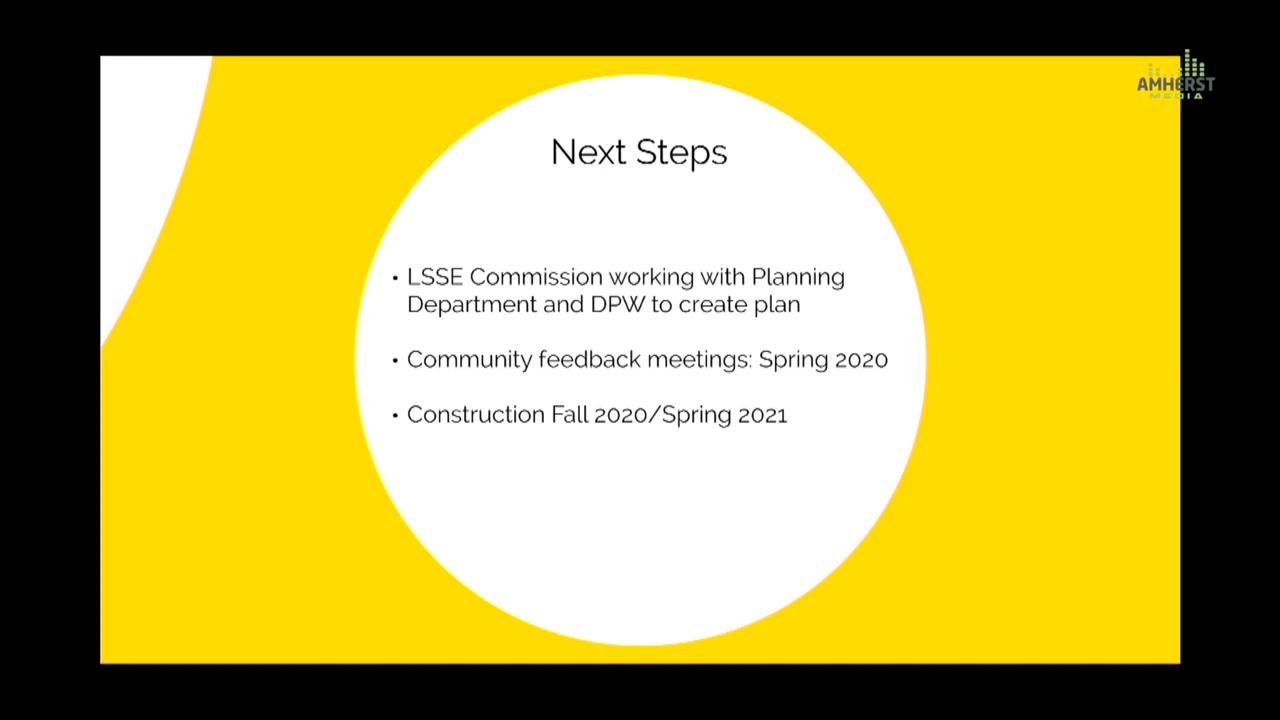 AMHERST
MEDIA
Next Steps
• LSSE Commission working with Planning
Department and DPW to create plan
• Community feedback meetings: Spring 2020
• Construction Fall 2020/Spring 2021